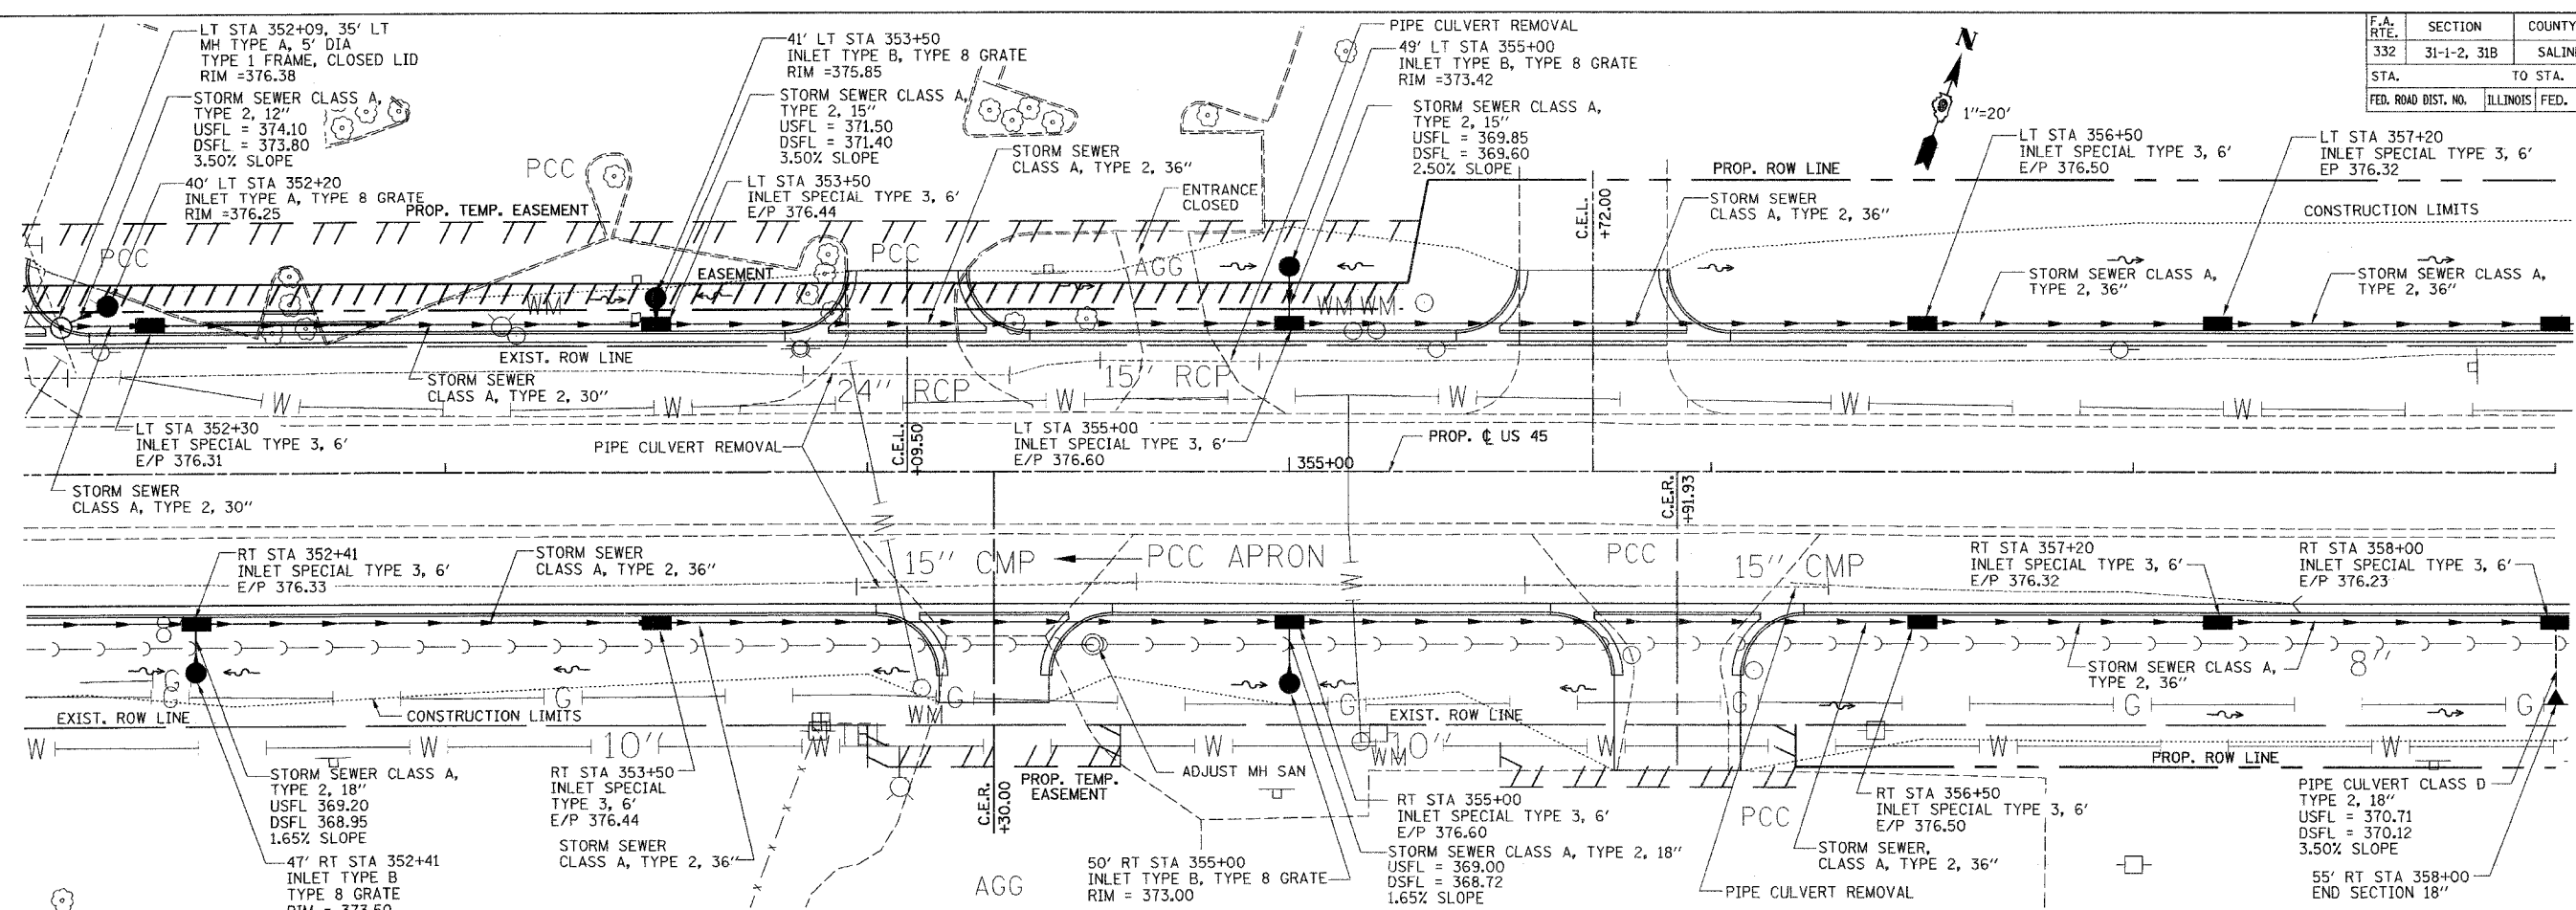 LT STA 352+09, 35' LT
MH TYPE A, 5' DIA
TYPE 1 FRAME, CLOSED LID
RIM =376.38
STORM SEWER CLASS A,
TYPE 2, 12"
USFL = 374.10
DSFL = 373.80
3.50% SLOPE
40' LT STA 352+20
INLET TYPE A, TYPE 8 GRATE
RIM =376.25
PROP. TEMP. EASEMENT
PCC
PCC
41' LT STA 353+50
INLET TYPE B, TYPE 8 GRATE
RIM =375.85
STORM SEWER CLASS A,
TYPE 2, 15"
USFL = 371.50
DSFL = 371.40
3.50% SLOPE
LT STA 353+50
INLET SPECIAL TYPE 3, 6'
E/P 376.44
STORM SEWER
CLASS A, TYPE 2, 36"
PIPE CULVERT REMOVAL
49' LT STA 355+00
INLET TYPE B, TYPE 8 GRATE
RIM =373.42
STORM SEWER CLASS A,
TYPE 2, 15"
USFL = 369.85
DSFL = 369.60
2.50% SLOPE
ENTRANCE
CLOSED
PCC
AGG
EASEMENT
WM
WM WM
C.E.L.
+72.00
PROP. ROW LINE
STORM SEWER
CLASS A, TYPE 2, 36"
N
1"=20'
F.A.
RTE.
SECTION
COUNTY
332
31-1-2, 31B
SALIN
STA.
TO STA.
FED. ROAD DIST. NO.
ILLINOIS
FED.
LT STA 356+50
INLET SPECIAL TYPE 3, 6'
E/P 376.50
LT STA 357+20
INLET SPECIAL TYPE 3, 6'
EP 376.32
CONSTRUCTION LIMITS
STORM SEWER CLASS A,
TYPE 2, 36"
STORM SEWER CLASS A,
TYPE 2, 36"
EXIST. ROW LINE
STORM SEWER
CLASS A, TYPE 2, 30"
24" RCP
15" RCP
W
W
W
W
W
W
LT STA 352+30
INLET SPECIAL TYPE 3, 6'
E/P 376.31
PIPE CULVERT REMOVAL
C.E.L.
+09.50
LT STA 355+00
INLET SPECIAL TYPE 3, 6'
E/P 376.60
355+00
PROP. ℄ US 45
STORM SEWER
CLASS A, TYPE 2, 30"
W
W
C.E.R.
+91.93
RT STA 352+41
INLET SPECIAL TYPE 3, 6'
E/P 376.33
STORM SEWER
CLASS A, TYPE 2, 36"
15" CMP
PCC APRON
PCC
15" CMP
RT STA 357+20
INLET SPECIAL TYPE 3, 6'
E/P 376.32
RT STA 358+00
INLET SPECIAL TYPE 3, 6'
E/P 376.23
STORM SEWER CLASS A,
TYPE 2, 36"
8"
G
G
G
G
G
G
G
G
EXIST. ROW LINE
CONSTRUCTION LIMITS
WM
EXIST. ROW LINE
W
W
10"
W
W
WM
10"
W
W
W
PROP. ROW LINE
STORM SEWER CLASS A,
TYPE 2, 18"
USFL 369.20
DSFL 368.95
1.65% SLOPE
47' RT STA 352+41
INLET TYPE B
TYPE 8 GRATE
RIM = 373.50
RT STA 353+50
INLET SPECIAL
TYPE 3, 6'
E/P 376.44
STORM SEWER
CLASS A, TYPE 2, 36"
C.E.R.
+30.00
PROP. TEMP.
EASEMENT
ADJUST MH SAN
AGG
50' RT STA 355+00
INLET TYPE B, TYPE 8 GRATE
RIM = 373.00
RT STA 355+00
INLET SPECIAL TYPE 3, 6'
E/P 376.60
STORM SEWER CLASS A, TYPE 2, 18"
USFL = 369.00
DSFL = 368.72
1.65% SLOPE
PCC
RT STA 356+50
INLET SPECIAL TYPE 3, 6'
E/P 376.50
STORM SEWER,
CLASS A, TYPE 2, 36"
PIPE CULVERT REMOVAL
PIPE CULVERT CLASS D
TYPE 2, 18"
USFL = 370.71
DSFL = 370.12
3.50% SLOPE
55' RT STA 358+00
END SECTION 18"